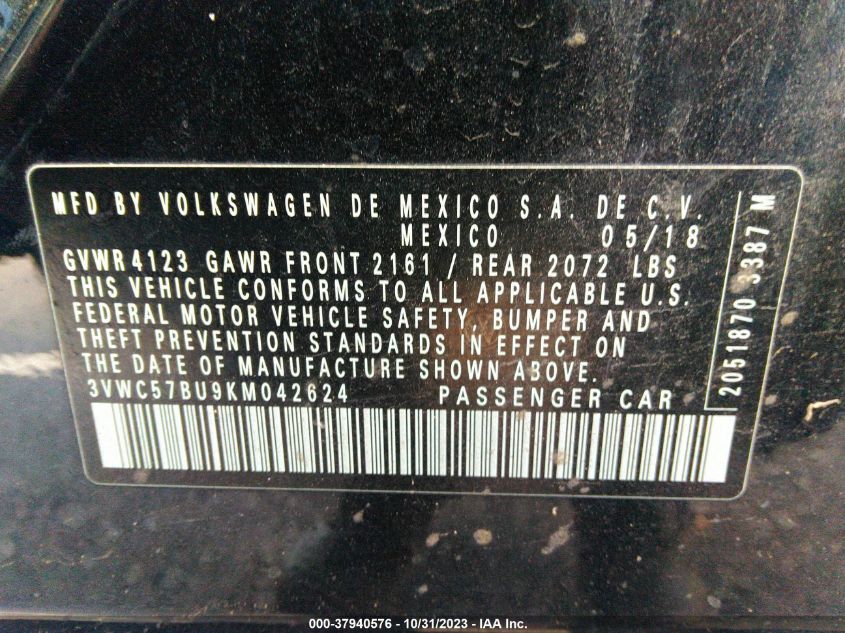 MFD BY VOLKSWAGEN DE MEXICO S.A. DE C.V.
MEXICO 05/18
GVWR 4123 GAWR FRONT 2161 / REAR 2072 LBS
THIS VEHICLE CONFORMS TO ALL APPLICABLE U.S.
FEDERAL MOTOR VEHICLE SAFETY, BUMPER AND
THEFT PREVENTION STANDARDS IN EFFECT ON
THE DATE OF MANUFACTURE SHOWN ABOVE.
3VWC57BU9KM042624 PASSENGER CAR
2051870 3387 M
000-37940576 - 10/31/2023 - IAA Inc.